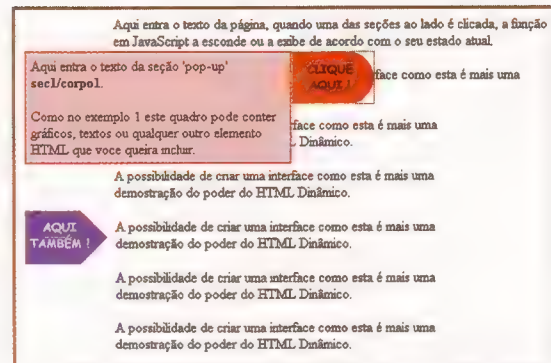 Aqui entra o texto da página, quando uma das seções ao lado é clicada, a função
em JavaScript a esconde ou a exibe de acordo com o seu estado atual.
Aqui entra o texto da seção 'pop-up'
sec1/corpo1.
Como no exemplo 1 este quadro pode conter
gráficos, textos ou qualquer outro elemento
HTML que voce queira incluir.
CLIQUE
AQUI !
face como esta é mais uma
rface como esta é mais uma
L Dinâmico.
A possibilidade de criar uma interface como esta é mais uma
demostração do poder do HTML Dinâmico.
AQUI
TAMBÉM !
A possibilidade de criar uma interface como esta é mais uma
demostração do poder do HTML Dinâmico.
A possibilidade de criar uma interface como esta é mais uma
demostração do poder do HTML Dinâmico.
A possibilidade de criar uma interface como esta é mais uma
demostração do poder do HTML Dinâmico.